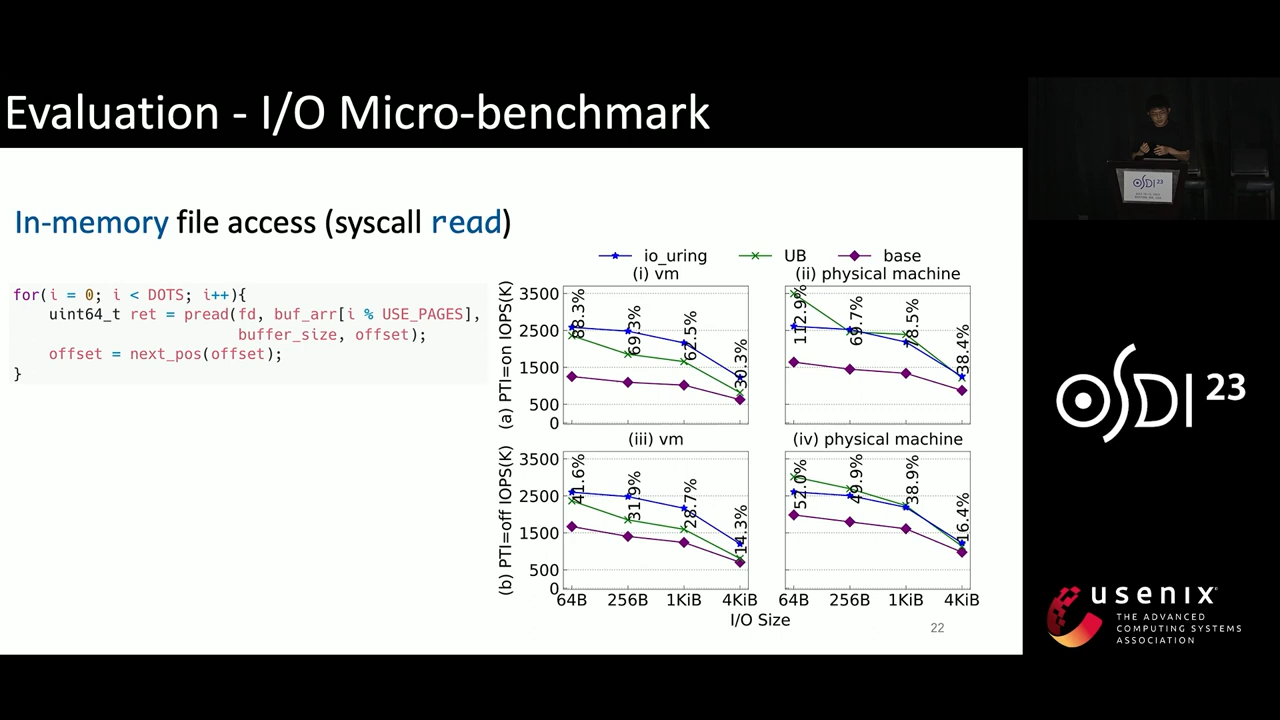 Evaluation - I/O Micro-benchmark
In-memory file access (syscall read)
for(i = 0; i < DOTS; i++){
uint64_t ret = pread(fd, buf_arr[i % USE_PAGES],
buffer_size, offset);
offset = next_pos(offset);
}
io_uring UB base
(i) vm (ii) physical machine
(a) PTI=on IOPS(K)
3500
2500
1500
500
0
88.3% 69.3% 62.5% 30.3%
112.9% 69.7% 78.5% 38.4%
(iii) vm (iv) physical machine
(b) PTI=off IOPS(K)
3500
2500
1500
500
0
41.6% 31.9% 28.7% 14.3%
52.0% 49.9% 38.9% 16.4%
64B 256B 1KiB 4KiB 64B 256B 1KiB 4KiB
I/O Size
22
OSDI 23
OSDI 23
usenix
THE ADVANCED
COMPUTING SYSTEMS
ASSOCIATION